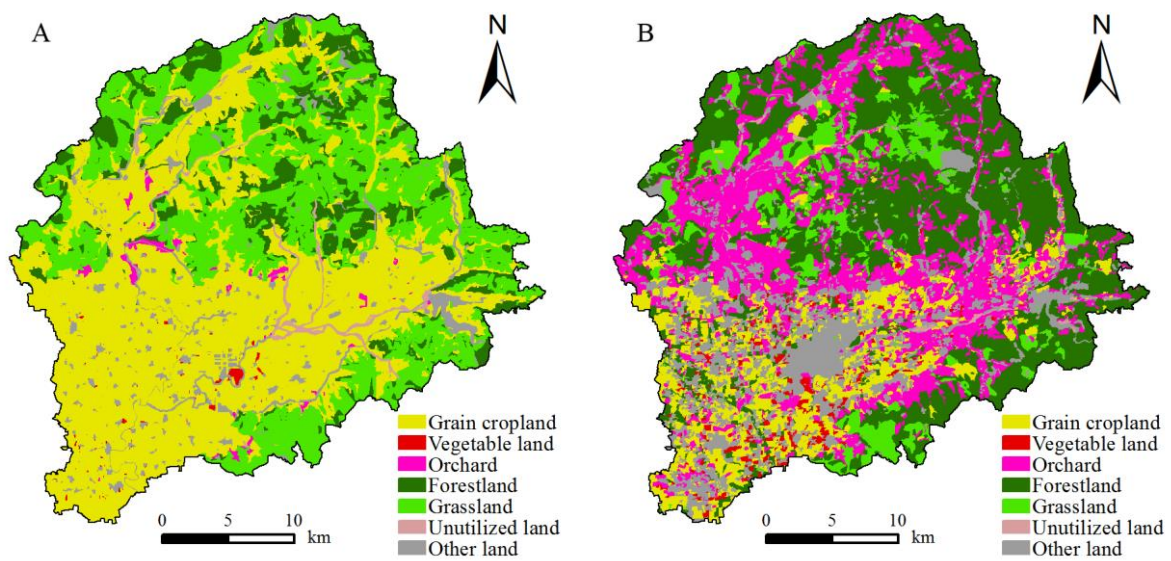 A
N
Grain cropland
Vegetable land
Orchard
Forestland
Grassland
Unutilized land
Other land
0 5 10
km
B
N
Grain cropland
Vegetable land
Orchard
Forestland
Grassland
Unutilized land
Other land
0 5 10
km